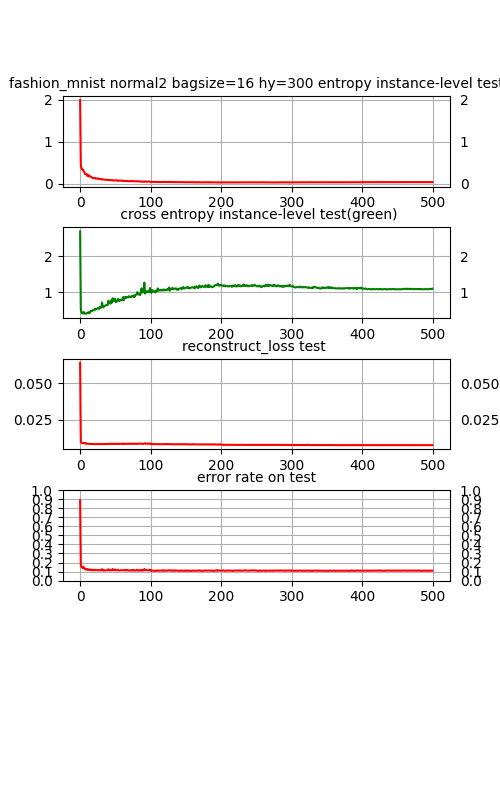 fashion_mnist normal2 bagsize=16 hy=300 entropy instance-level test
2 2
1 1
0 0
0 100 200 300 400 500
cross entropy instance-level test(green)
2 2
1 1
0 100 200 300 400 500
reconstruct_loss test
0.050 0.050
0.025 0.025
0 100 200 300 400 500
error rate on test
1.0 1.0
0.9 0.9
0.8 0.8
0.7 0.7
0.6 0.6
0.5 0.5
0.4 0.4
0.3 0.3
0.2 0.2
0.1 0.1
0.0 0.0
0 100 200 300 400 500